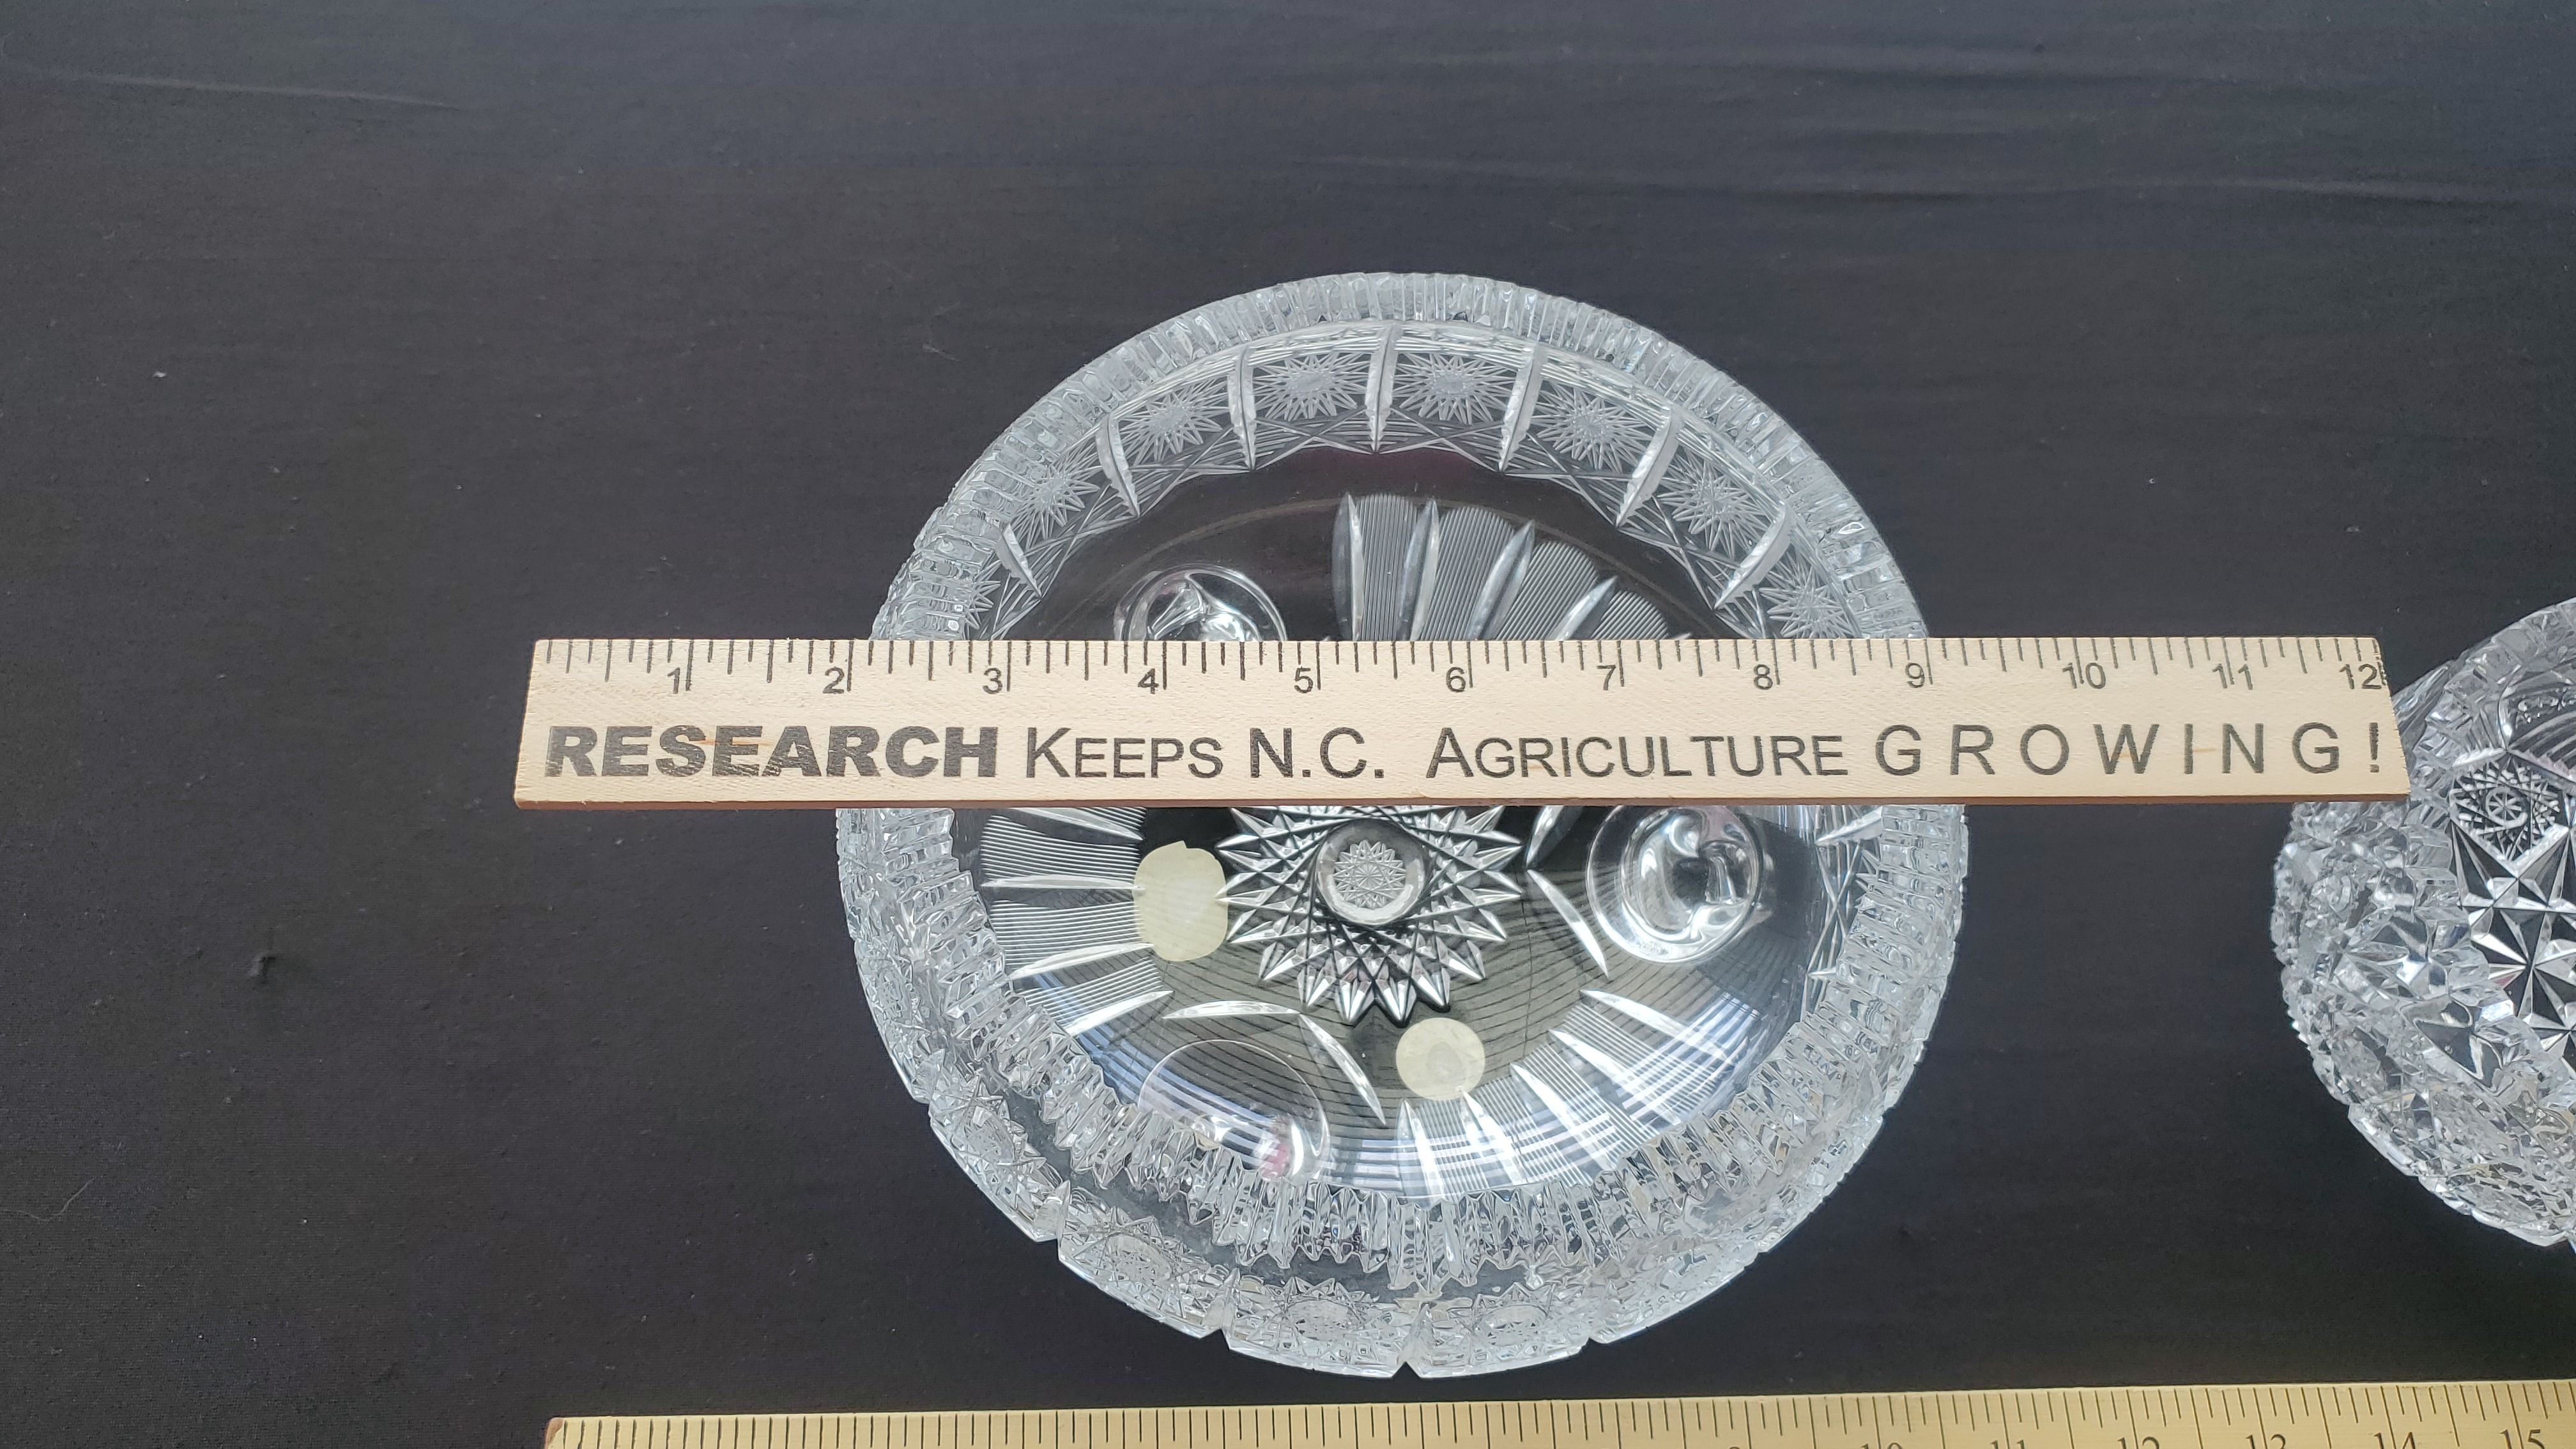 1 2 3 4 5 6 7 8 9 10 11 12
RESEARCH KEEPS N.C. AGRICULTURE GROWING!
9 10 11 12 13 14 15